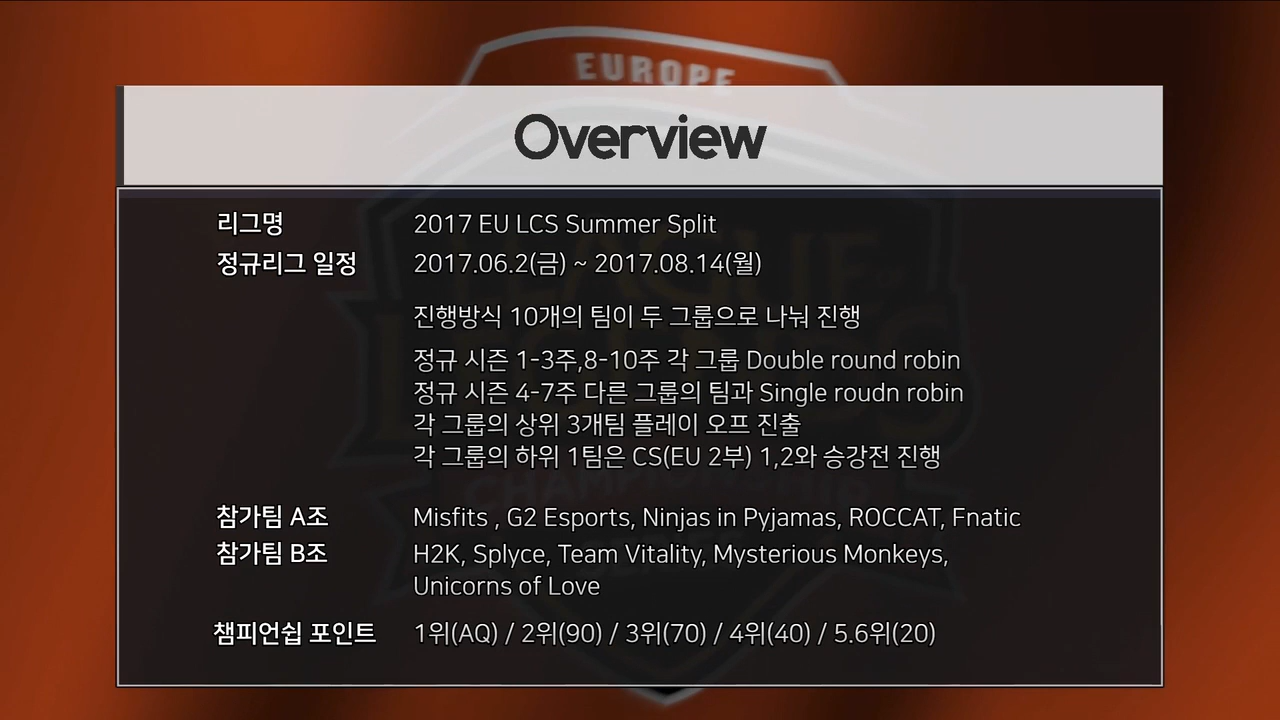 EUROPE
Overview
리그명 2017 EU LCS Summer Split
정규리그 일정 2017.06.2(금) ~ 2017.08.14(월)
진행방식 10개의 팀이 두 그룹으로 나눠 진행
정규 시즌 1-3주,8-10주 각 그룹 Double round robin
정규 시즌 4-7주 다른 그룹의 팀과 Single roudn robin
각 그룹의 상위 3개팀 플레이 오프 진출
각 그룹의 하위 1팀은 CS(EU 2부) 1,2와 승강전 진행
참가팀 A조 Misfits , G2 Esports, Ninjas in Pyjamas, ROCCAT, Fnatic
참가팀 B조 H2K, Splyce, Team Vitality, Mysterious Monkeys,
Unicorns of Love
챔피언쉽 포인트 1위(AQ) / 2위(90) / 3위(70) / 4위(40) / 5.6위(20)